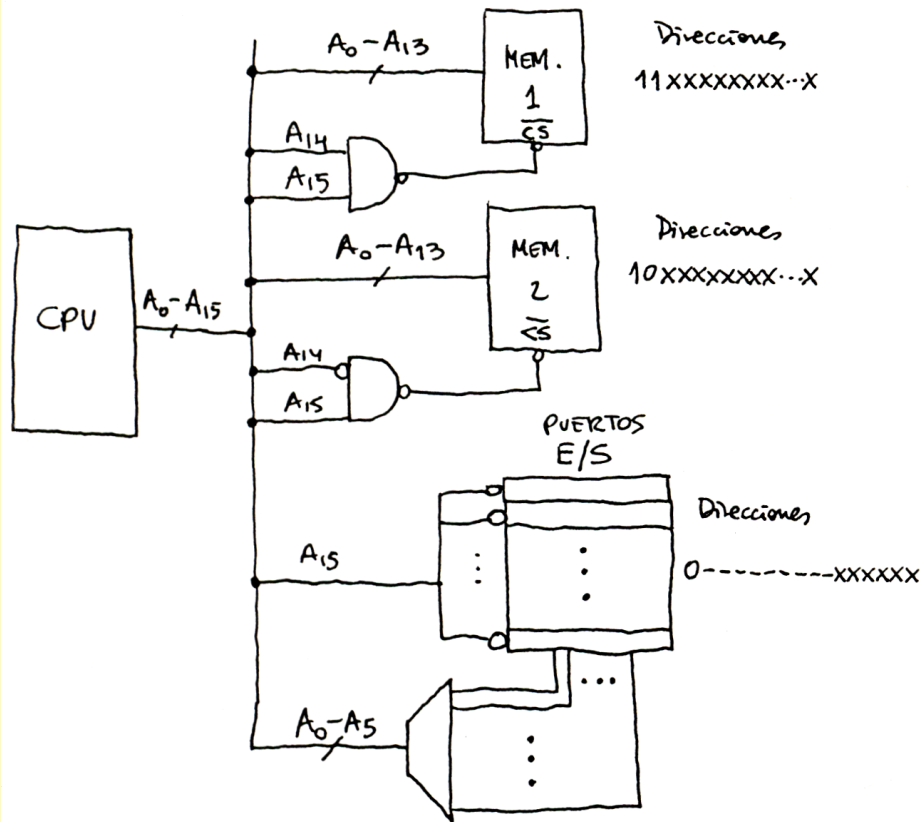 A0-A13
MEM.
1
CS
Direcciones
11XXXXXXXX...X
A14
A15
A0-A13
MEM.
2
CS
Direcciones
10XXXXXXXX...X
CPU
A0-A15
A14
A15
PUERTOS
E/S
Direcciones
0---------XXXXXX
A15
A0-A5